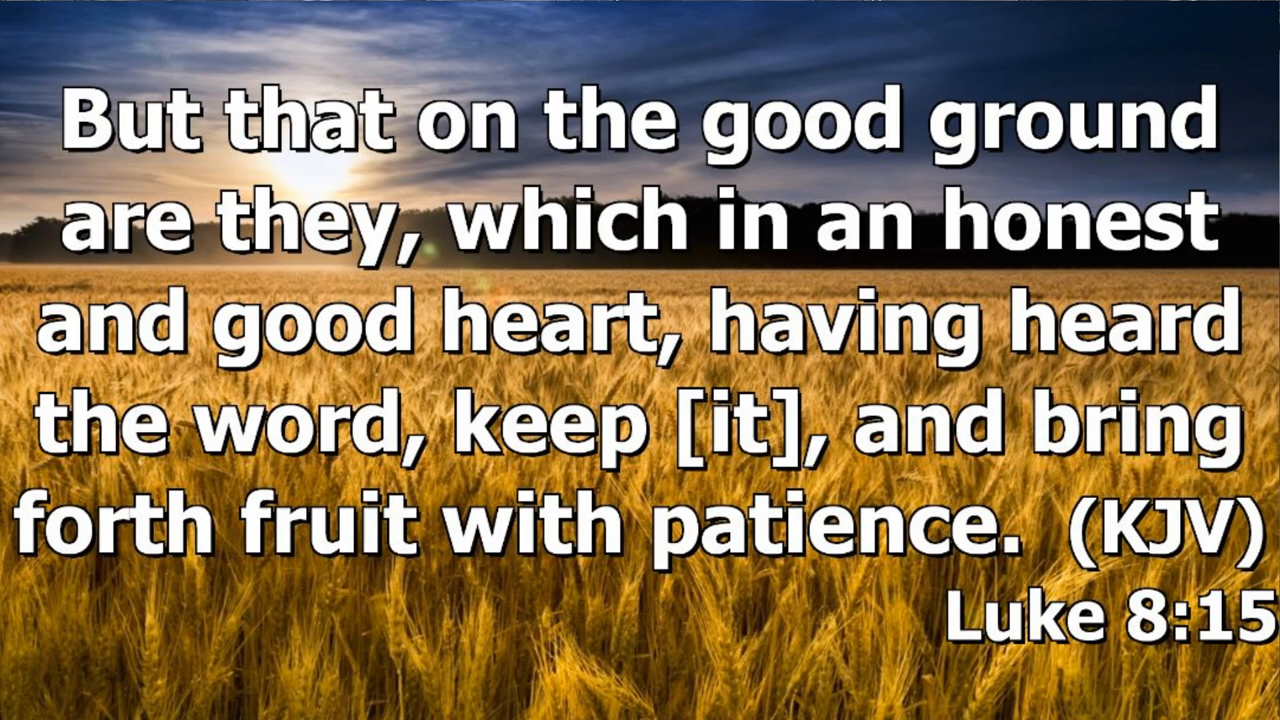 But that on the good ground
are they, which in an honest
and good heart, having heard
the word, keep [it], and bring
forth fruit with patience.  (KJV)
Luke 8:15